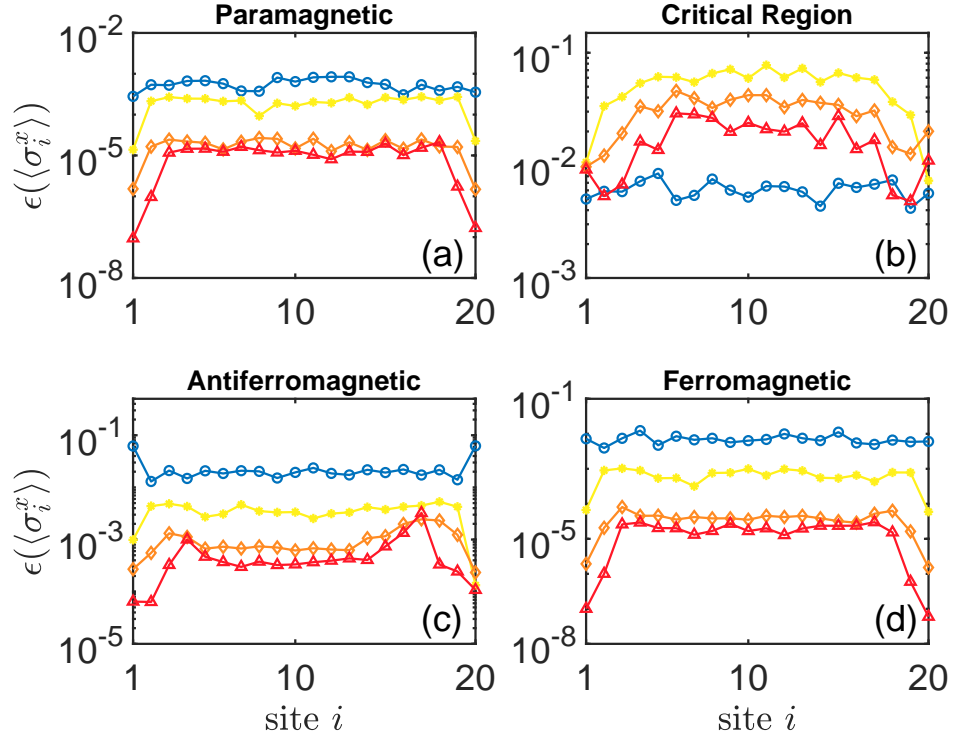 Paramagnetic
ϵ(⟨σᵢˣ⟩)
10⁻²
10⁻⁵
10⁻⁸
1
10
20
(a)
Critical Region
10⁻¹
10⁻²
10⁻³
1
10
20
(b)
Antiferromagnetic
ϵ(⟨σᵢˣ⟩)
10⁻¹
10⁻³
10⁻⁵
1
10
20
(c)
site i
Ferromagnetic
10⁻¹
10⁻⁵
10⁻⁸
1
10
20
(d)
site i